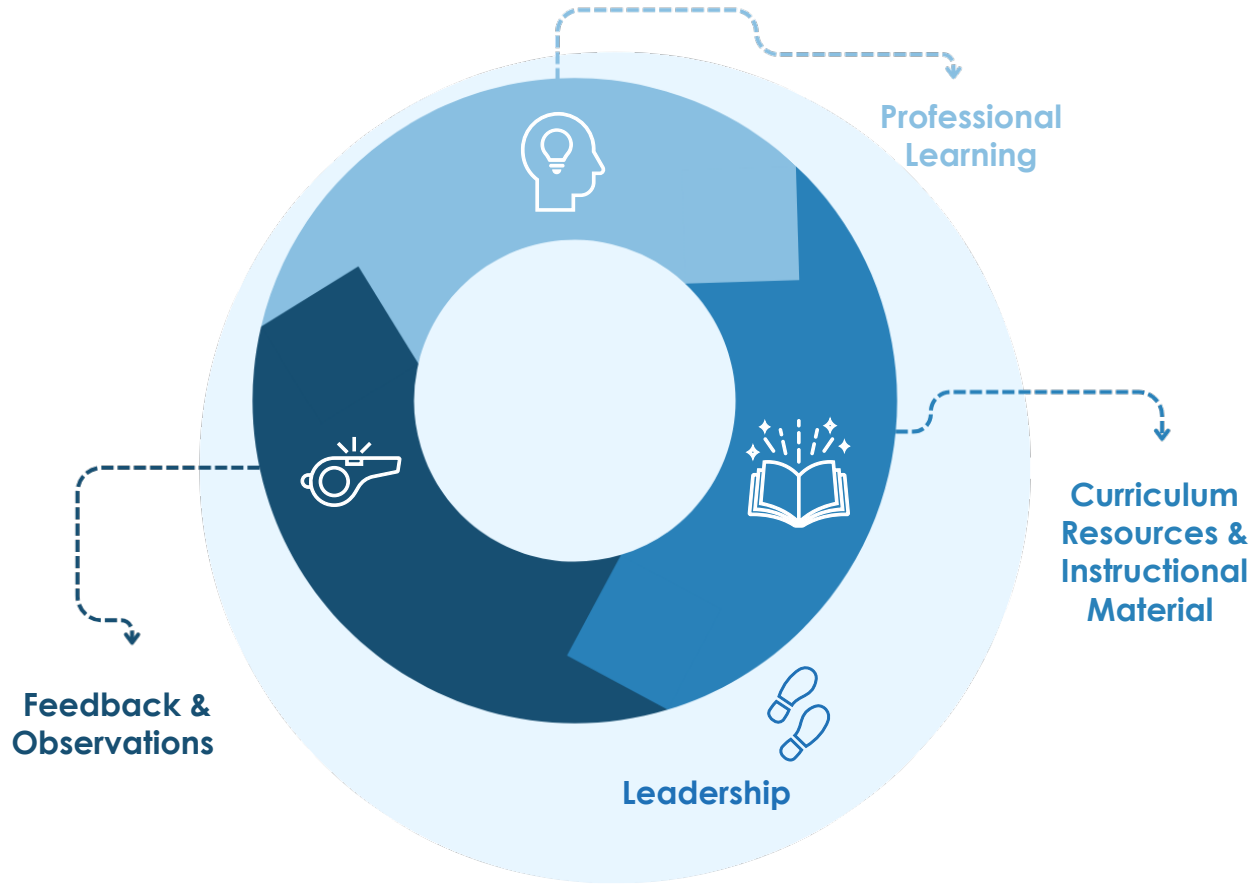 Professional
Learning
Curriculum
Resources &
Instructional
Material
Feedback &
Observations
Leadership